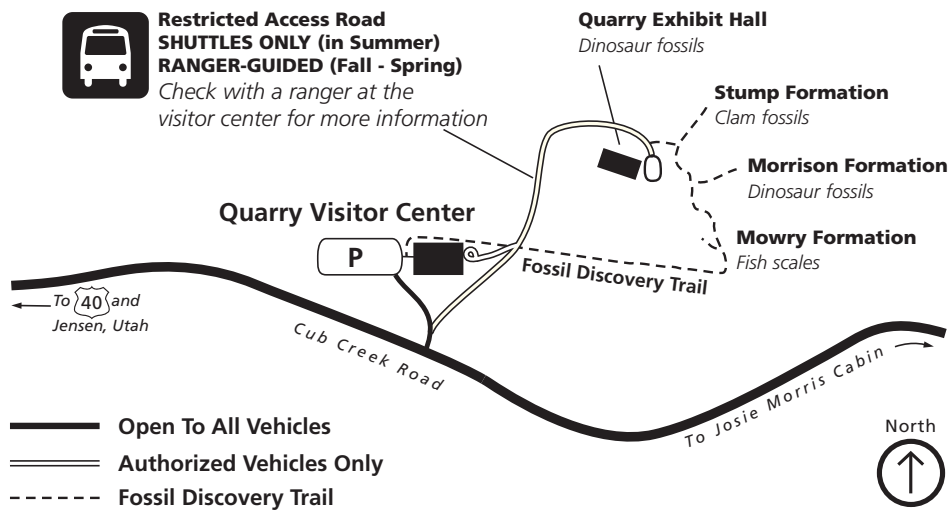 Restricted Access Road
SHUTTLES ONLY (in Summer)
RANGER-GUIDED (Fall - Spring)
Check with a ranger at the
visitor center for more information
Quarry Exhibit Hall
Dinosaur fossils
Stump Formation
Clam fossils
Morrison Formation
Dinosaur fossils
Mowry Formation
Fish scales
Quarry Visitor Center
P
Fossil Discovery Trail
To 40 and
Jensen, Utah
Cub Creek Road
To Josie Morris Cabin
Open To All Vehicles
Authorized Vehicles Only
Fossil Discovery Trail
North